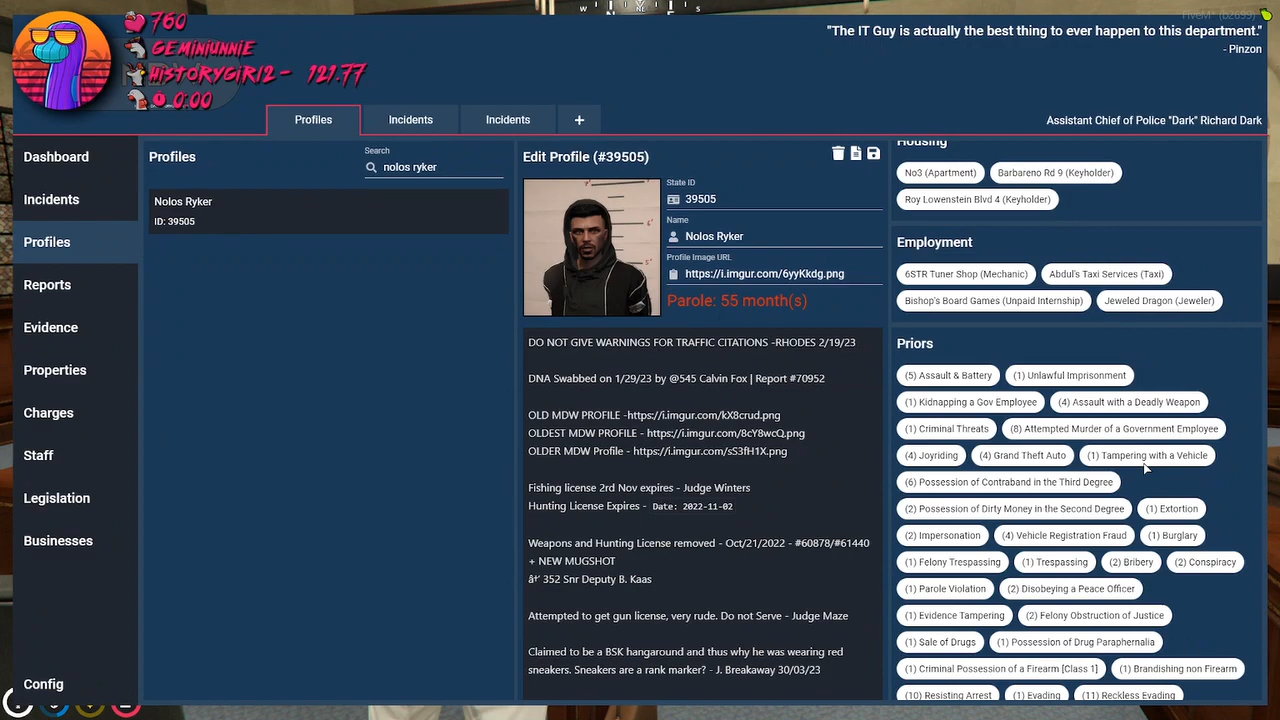 W NE S
FiveM® (b2699)
760
GEMINIUNNIE
HISTORYGIRL2 - 121.77
0:00
"The IT Guy is actually the best thing to ever happen to this department."
- Pinzon
Profiles
Incidents
Incidents
+
Assistant Chief of Police "Dark" Richard Dark
Dashboard
Incidents
Profiles
Reports
Evidence
Properties
Charges
Staff
Legislation
Businesses
Config
Profiles
Search
nolos ryker
Nolos Ryker
ID: 39505
Edit Profile (#39505)
State ID
39505
Name
Nolos Ryker
Profile Image URL
https://i.imgur.com/6yyKkdg.png
Parole: 55 month(s)
DO NOT GIVE WARNINGS FOR TRAFFIC CITATIONS -RHODES 2/19/23
DNA Swabbed on 1/29/23 by @545 Calvin Fox | Report #70952
OLD MDW PROFILE -https://i.imgur.com/kX8crud.png
OLDEST MDW PROFILE - https://i.imgur.com/8cY8wcQ.png
OLDER MDW Profile - https://i.imgur.com/sS3fH1X.png
Fishing license 2rd Nov expires - Judge Winters
Hunting License Expires - Date: 2022-11-02
Weapons and Hunting License removed - Oct/21/2022 - #60878/#61440
+ NEW MUGSHOT
â†' 352 Snr Deputy B. Kaas
Attempted to get gun license, very rude. Do not Serve - Judge Maze
Claimed to be a BSK hangaround and thus why he was wearing red
sneakers. Sneakers are a rank marker? - J. Breakaway 30/03/23
Housing
No3 (Apartment) Barbareno Rd 9 (Keyholder)
Roy Lowenstein Blvd 4 (Keyholder)
Employment
6STR Tuner Shop (Mechanic) Abdul's Taxi Services (Taxi)
Bishop's Board Games (Unpaid Internship) Jeweled Dragon (Jeweler)
Priors
(5) Assault & Battery (1) Unlawful Imprisonment
(1) Kidnapping a Gov Employee (4) Assault with a Deadly Weapon
(1) Criminal Threats (8) Attempted Murder of a Government Employee
(4) Joyriding (4) Grand Theft Auto (1) Tampering with a Vehicle
(6) Possession of Contraband in the Third Degree
(2) Possession of Dirty Money in the Second Degree (1) Extortion
(2) Impersonation (4) Vehicle Registration Fraud (1) Burglary
(1) Felony Trespassing (1) Trespassing (2) Bribery (2) Conspiracy
(1) Parole Violation (2) Disobeying a Peace Officer
(1) Evidence Tampering (2) Felony Obstruction of Justice
(1) Sale of Drugs (1) Possession of Drug Paraphernalia
(1) Criminal Possession of a Firearm [Class 1] (1) Brandishing non Firearm
(10) Resisting Arrest (1) Evading (11) Reckless Evading